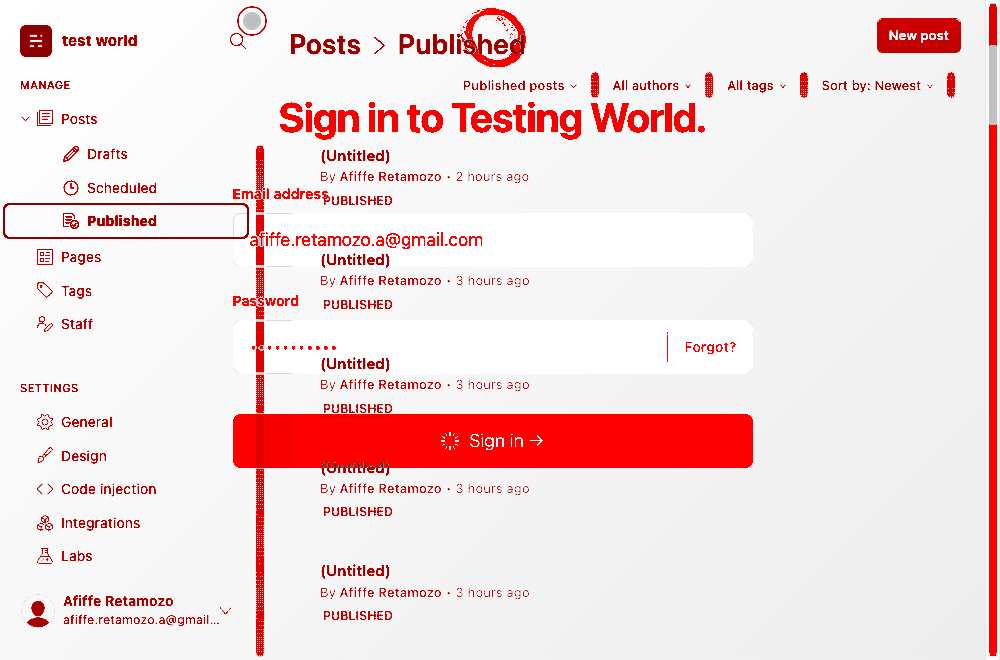 test world
Posts > Published
New post
MANAGE
Published posts
All authors
All tags
Sort by: Newest
Sign in to Testing World.
Posts
Drafts
Scheduled
Published
Pages
Tags
Staff
SETTINGS
General
Design
Code injection
Integrations
Labs
Afiffe Retamozo
afiffe.retamozo.a@gmail...
(Untitled)
By Afiffe Retamozo • 2 hours ago
PUBLISHED
Email address
afiffe.retamozo.a@gmail.com
(Untitled)
By Afiffe Retamozo • 3 hours ago
PUBLISHED
Password
Forgot?
(Untitled)
By Afiffe Retamozo • 3 hours ago
PUBLISHED
Sign in →
(Untitled)
By Afiffe Retamozo • 3 hours ago
PUBLISHED
(Untitled)
By Afiffe Retamozo • 3 hours ago
PUBLISHED